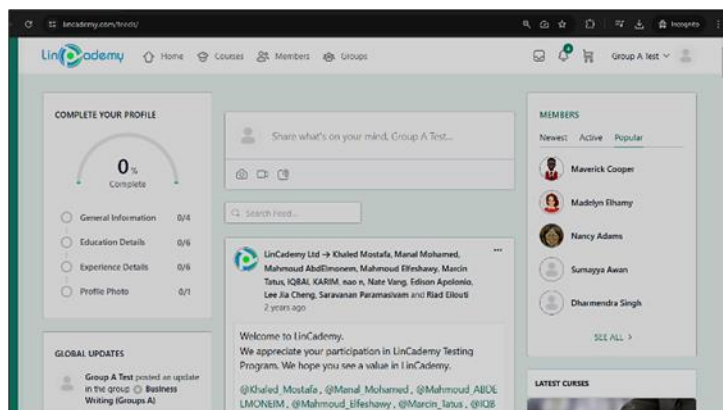 lincademy.com/feeds/
Incognito
LinCademy
Home
Courses
Members
Groups
Group A Test
COMPLETE YOUR PROFILE
0%
Complete
General Information 0/4
Education Details 0/6
Experience Details 0/6
Profile Photo 0/1
GLOBAL UPDATES
Group A Test posted an update
in the group Business
Writing (Groups A)
Share what's on your mind, Group A Test...
Search Feed...
LinCademy Ltd → Khaled Mostafa, Manal Mohamed,
Mahmoud AbdElmonem, Mahmoud Elfeshawy, Marcin
Tatus, IQBAL KARIM, nao n, Nate Vang, Edison Apolonio,
Lee Jia Cheng, Saravanan Paramasivam and Riad Eilouti
2 years ago
Welcome to LinCademy.
We appreciate your participation in LinCademy Testing
Program. We hope you see a value in LinCademy.
@Khaled_Mostafa , @Manal_Mohamed , @Mahmoud_ABDE
LMONEIM , @Mahmoud_Elfeshawy , @Marcin_Tatus , @IQB
MEMBERS
Newest Active Popular
Maverick Cooper
Madelyn Elhamy
Nancy Adams
Sumayya Awan
Dharmendra Singh
SEE ALL >
LATEST CURSES